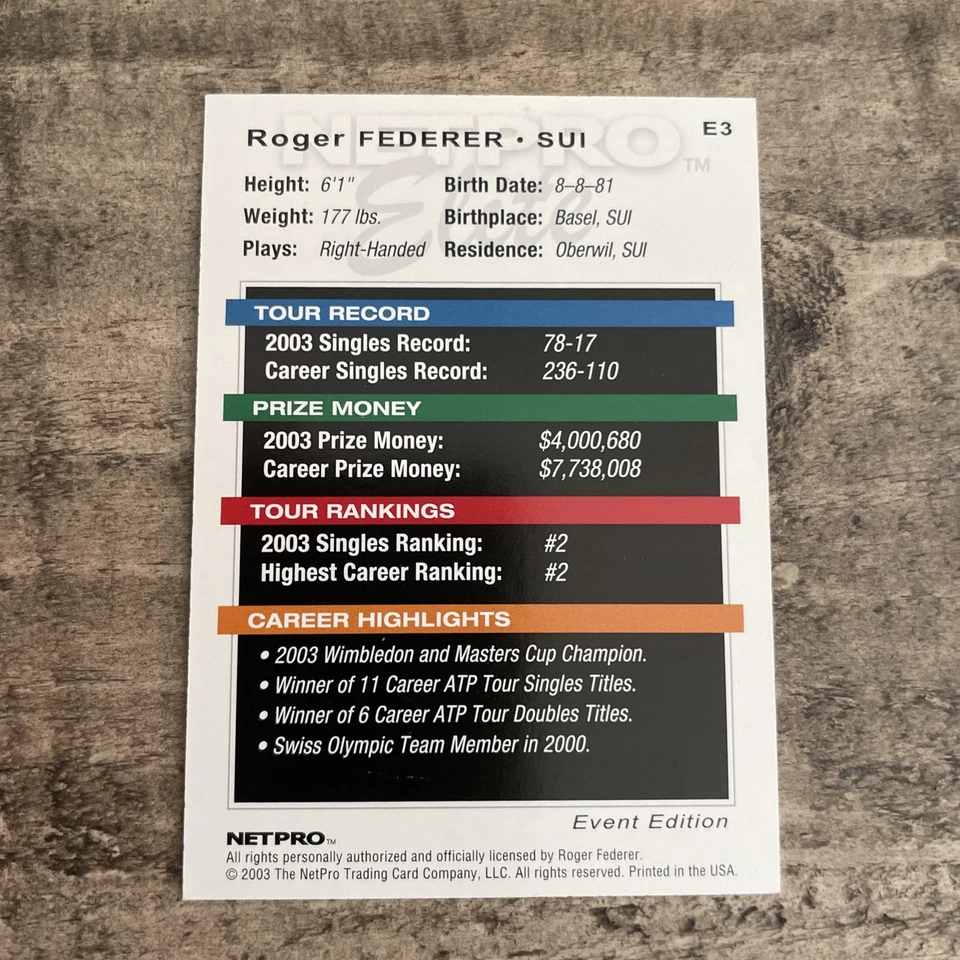 NETPRO TM
Elite
Roger FEDERER • SUI
E3
Height: 6'1" Birth Date: 8–8–81
Weight: 177 lbs. Birthplace: Basel, SUI
Plays: Right-Handed Residence: Oberwil, SUI
TOUR RECORD
2003 Singles Record: 78-17
Career Singles Record: 236-110
PRIZE MONEY
2003 Prize Money: $4,000,680
Career Prize Money: $7,738,008
TOUR RANKINGS
2003 Singles Ranking: #2
Highest Career Ranking: #2
CAREER HIGHLIGHTS
• 2003 Wimbledon and Masters Cup Champion.
• Winner of 11 Career ATP Tour Singles Titles.
• Winner of 6 Career ATP Tour Doubles Titles.
• Swiss Olympic Team Member in 2000.
Event Edition
NETPRO TM
All rights personally authorized and officially licensed by Roger Federer.
© 2003 The NetPro Trading Card Company, LLC. All rights reserved. Printed in the USA.